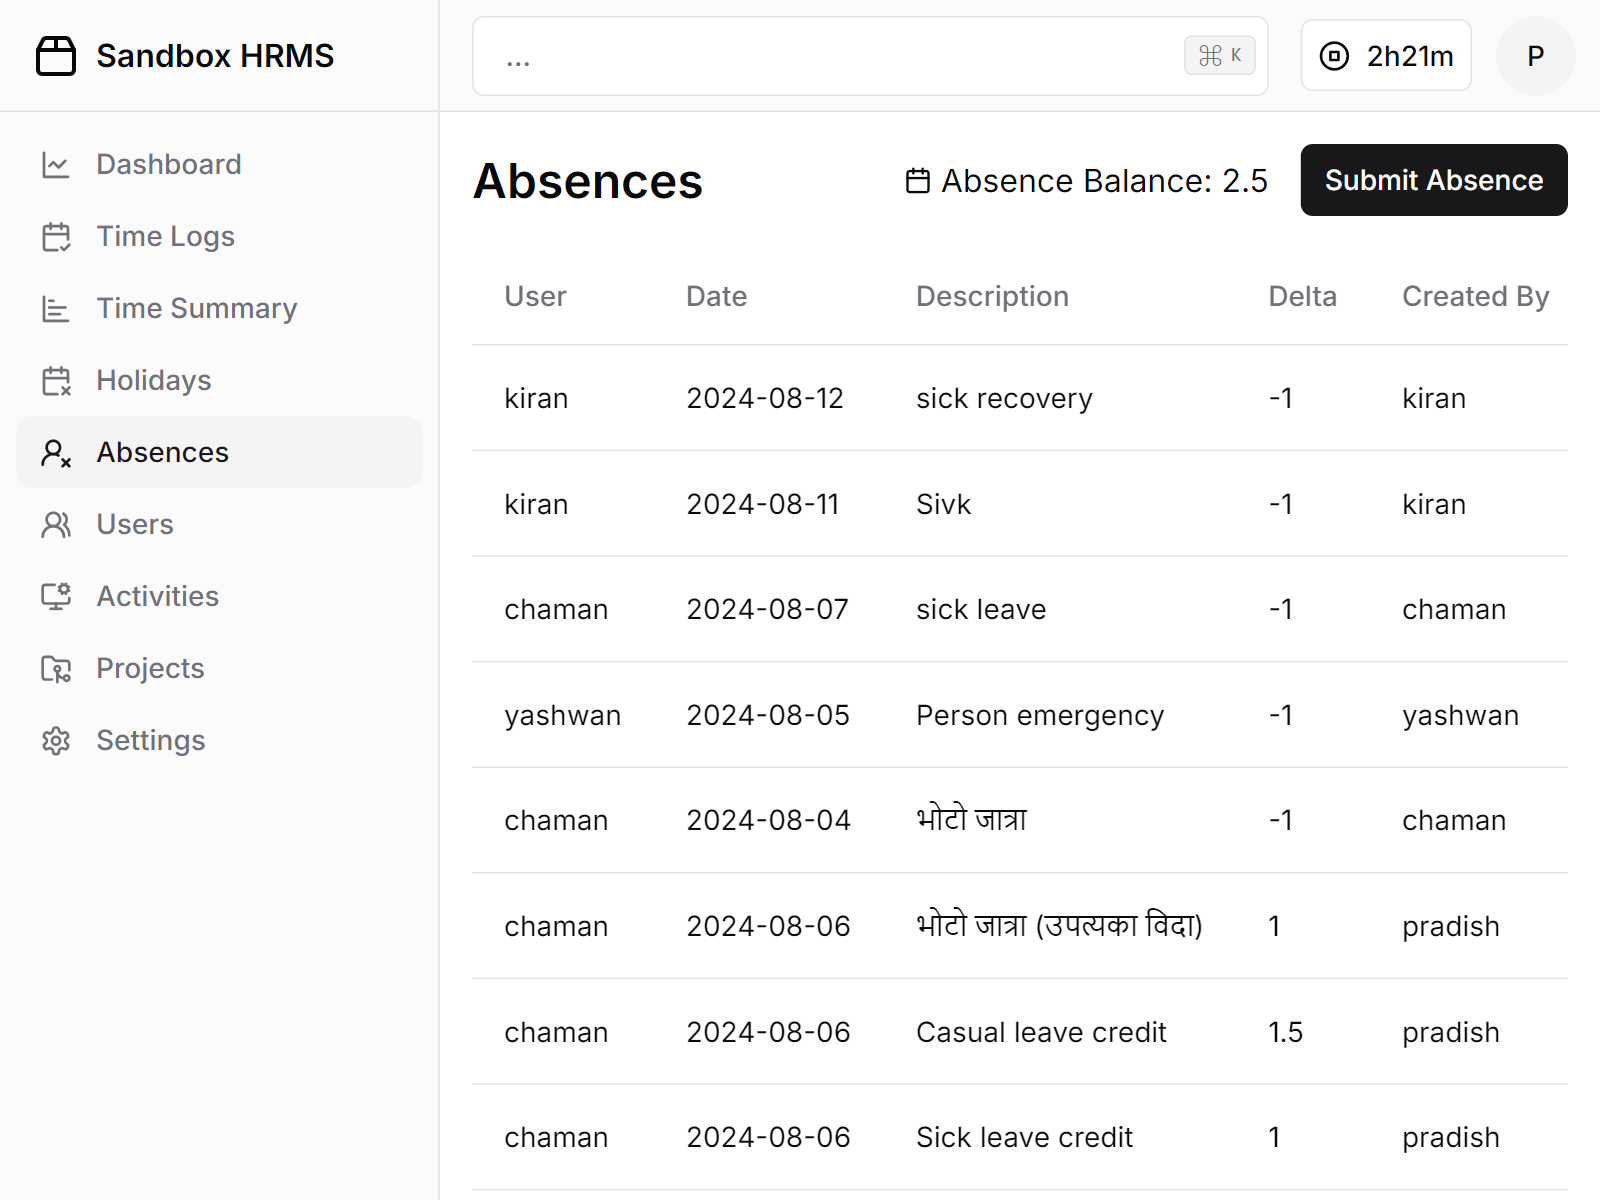 Sandbox HRMS
...
⌘ K
2h21m
P
Dashboard
Time Logs
Time Summary
Holidays
Absences
Users
Activities
Projects
Settings
Absences
Absence Balance: 2.5
Submit Absence
User Date Description Delta Created By
kiran 2024-08-12 sick recovery -1 kiran
kiran 2024-08-11 Sivk -1 kiran
chaman 2024-08-07 sick leave -1 chaman
yashwan 2024-08-05 Person emergency -1 yashwan
chaman 2024-08-04 भोटो जात्रा -1 chaman
chaman 2024-08-06 भोटो जात्रा (उपत्यका विदा) 1 pradish
chaman 2024-08-06 Casual leave credit 1.5 pradish
chaman 2024-08-06 Sick leave credit 1 pradish